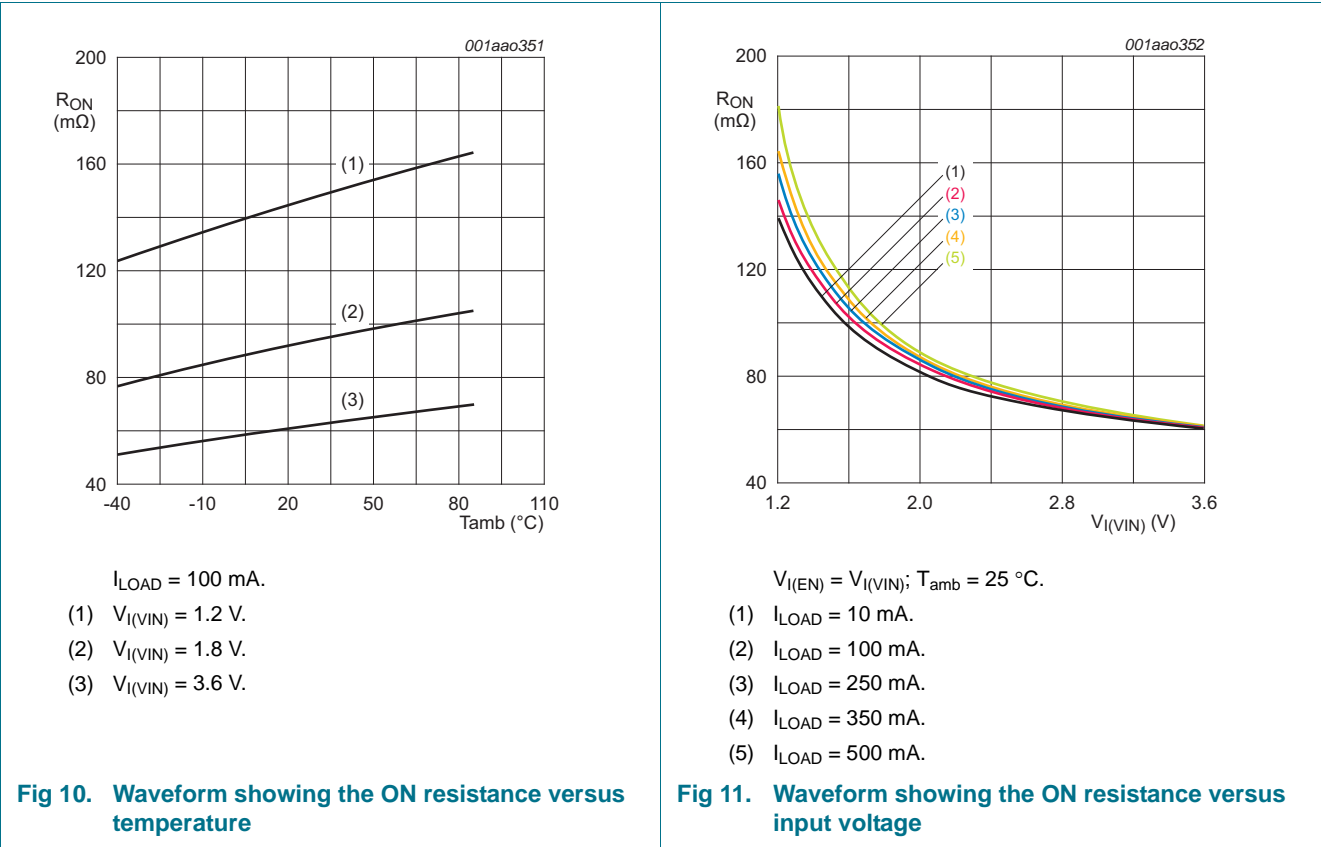 001aao351
200
RON
(mΩ)
160
120
80
40
(1)
(2)
(3)
-40 -10 20 50 80 110
Tamb (°C)
ILOAD = 100 mA.
(1) VI(VIN) = 1.2 V.
(2) VI(VIN) = 1.8 V.
(3) VI(VIN) = 3.6 V.
Fig 10. Waveform showing the ON resistance versus
temperature
001aao352
200
RON
(mΩ)
160
120
80
40
(1)
(2)
(3)
(4)
(5)
1.2 2.0 2.8 3.6
VI(VIN) (V)
VI(EN) = VI(VIN); Tamb = 25 °C.
(1) ILOAD = 10 mA.
(2) ILOAD = 100 mA.
(3) ILOAD = 250 mA.
(4) ILOAD = 350 mA.
(5) ILOAD = 500 mA.
Fig 11. Waveform showing the ON resistance versus
input voltage